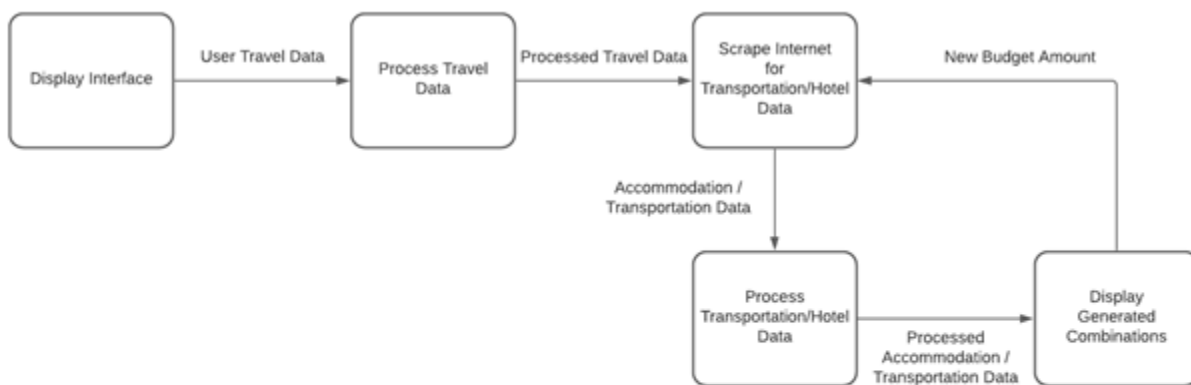 Display Interface
User Travel Data
Process Travel
Data
Processed Travel Data
Scrape Internet
for
Transportation/Hotel
Data
New Budget Amount
Accommodation /
Transportation Data
Process
Transportation/Hotel
Data
Processed
Accommodation /
Transportation Data
Display
Generated
Combinations